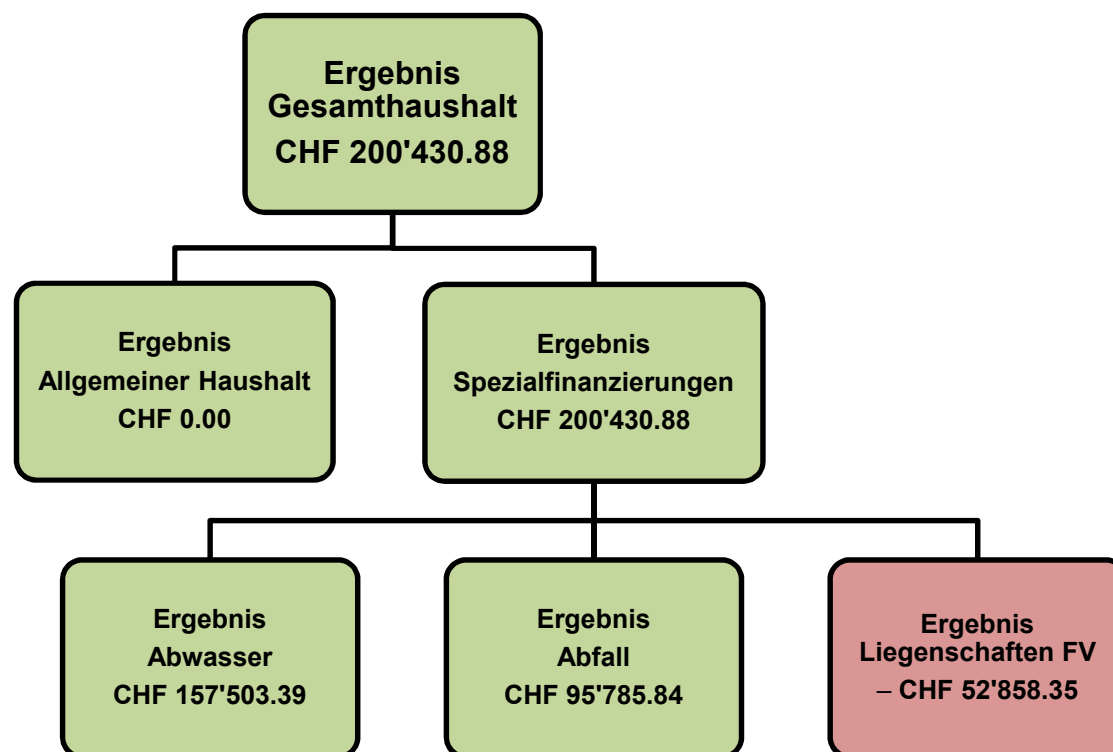 Ergebnis
Gesamthaushalt
CHF 200'430.88
Ergebnis
Allgemeiner Haushalt
CHF 0.00
Ergebnis
Spezialfinanzierungen
CHF 200'430.88
Ergebnis
Abwasser
CHF 157'503.39
Ergebnis
Abfall
CHF 95'785.84
Ergebnis
Liegenschaften FV
– CHF 52'858.35